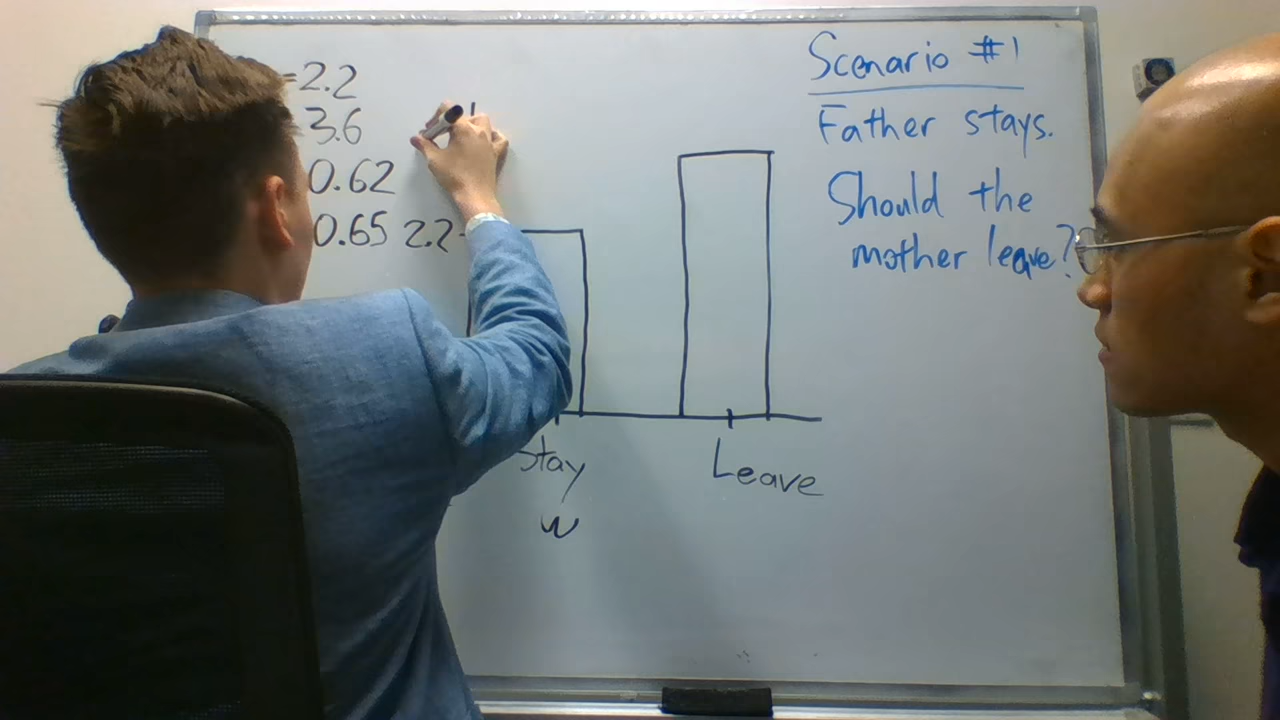 =2.2
3.6
0.62
0.65 2.2
Stay
W
Leave
Scenario #1
Father stays.
Should the
mother leave?